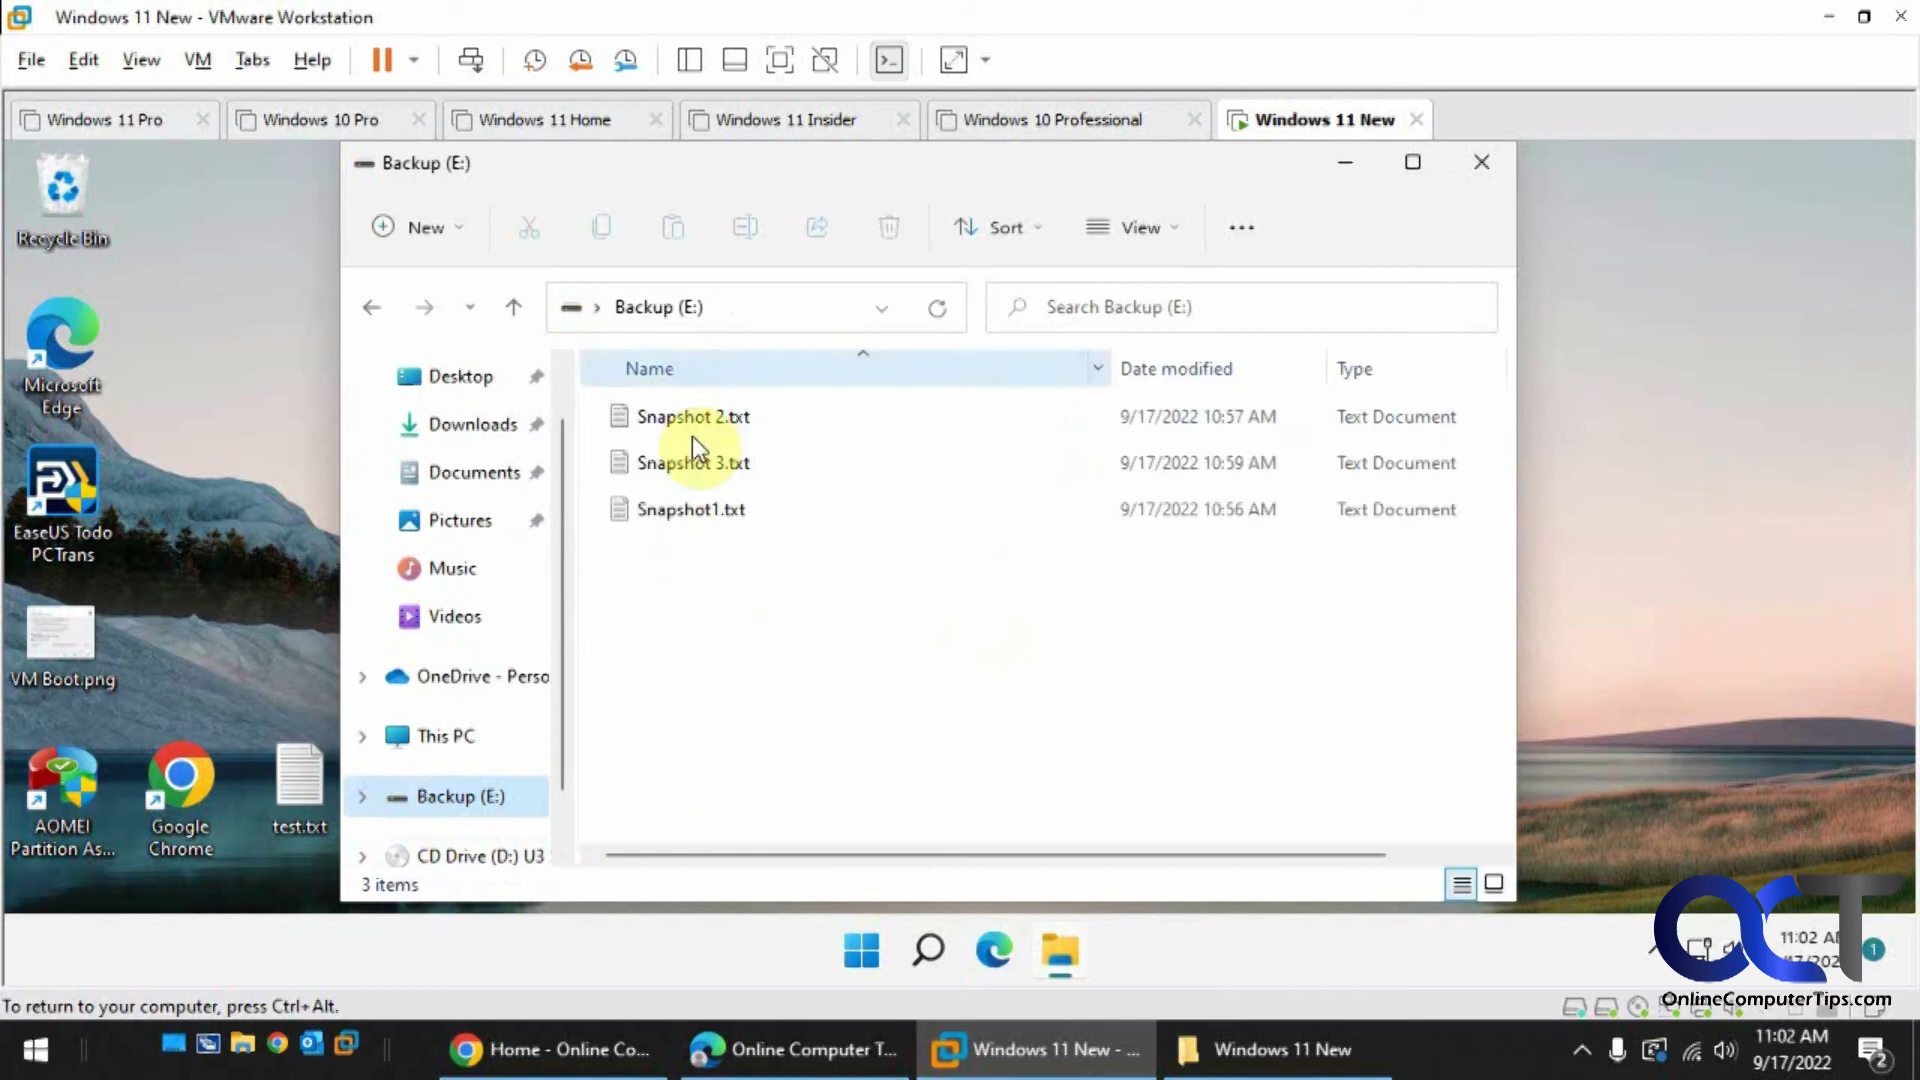 Windows 11 New - VMware Workstation
File Edit View VM Tabs Help
Windows 11 Pro
Windows 10 Pro
Windows 11 Home
Windows 11 Insider
Windows 10 Professional
Windows 11 New
Recycle Bin
Microsoft
Edge
EaseUS Todo
PCTrans
VM Boot.png
AOMEI
Partition As...
Google
Chrome
test.txt
Backup (E:)
New
Sort
View
Backup (E:)
Search Backup (E:)
Desktop
Downloads
Documents
Pictures
Music
Videos
OneDrive - Perso
This PC
Backup (E:)
CD Drive (D:) U3
Name Date modified Type
Snapshot 2.txt 9/17/2022 10:57 AM Text Document
Snapshot 3.txt 9/17/2022 10:59 AM Text Document
Snapshot1.txt 9/17/2022 10:56 AM Text Document
3 items
11:02
1
OCT
OnlineComputerTips.com
To return to your computer, press Ctrl+Alt.
Home - Online Co...
Online Computer T...
Windows 11 New - ...
Windows 11 New
11:02 AM
9/17/2022
2